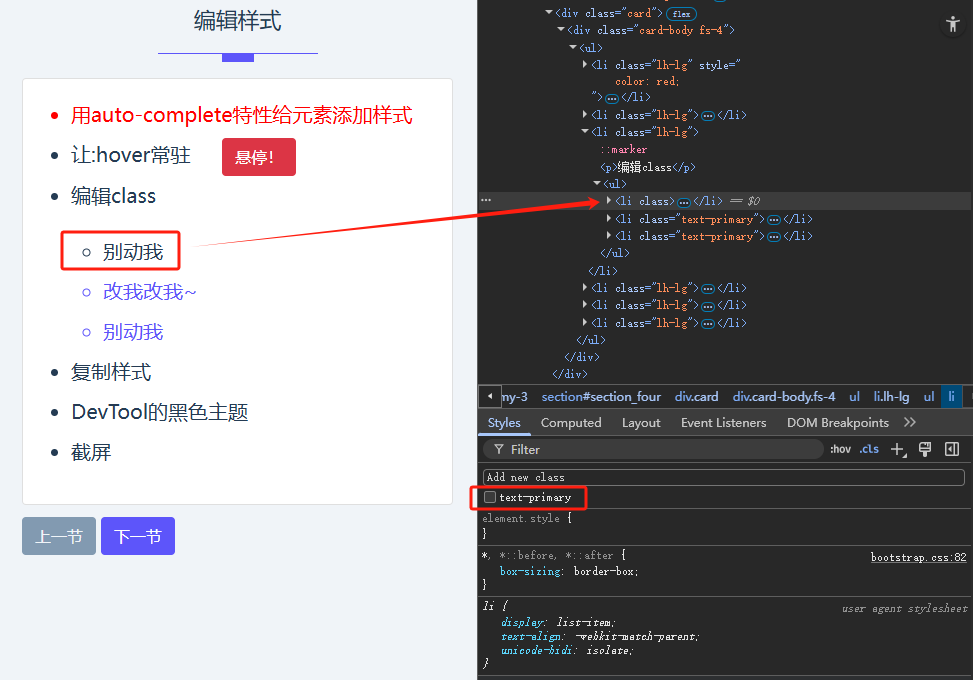 编辑样式
用auto-complete特性给元素添加样式
让:hover常驻
悬停!
编辑class
别动我
改我改我~
别动我
复制样式
DevTool的黑色主题
截屏
上一节
下一节
<div class="card"> flex
<div class="card-body fs-4">
<ul>
<li class="lh-lg" style="
color: red;
"> … </li>
<li class="lh-lg"> … </li>
<li class="lh-lg">
::marker
<p>编辑class</p>
<ul>
… <li class> … </li> == $0
<li class="text-primary"> … </li>
<li class="text-primary"> … </li>
</ul>
</li>
<li class="lh-lg"> … </li>
<li class="lh-lg"> … </li>
<li class="lh-lg"> … </li>
</ul>
</div>
</div>
my-3 section#section_four div.card div.card-body.fs-4 ul li.lh-lg ul li
Styles Computed Layout Event Listeners DOM Breakpoints >>
Filter :hov .cls +
Add new class
text-primary
element.style {
}
*, *::before, *::after { bootstrap.css:82
box-sizing: border-box;
}
li { user agent stylesheet
display: list-item;
text-align: -webkit-match-parent;
unicode-bidi: isolate;
}